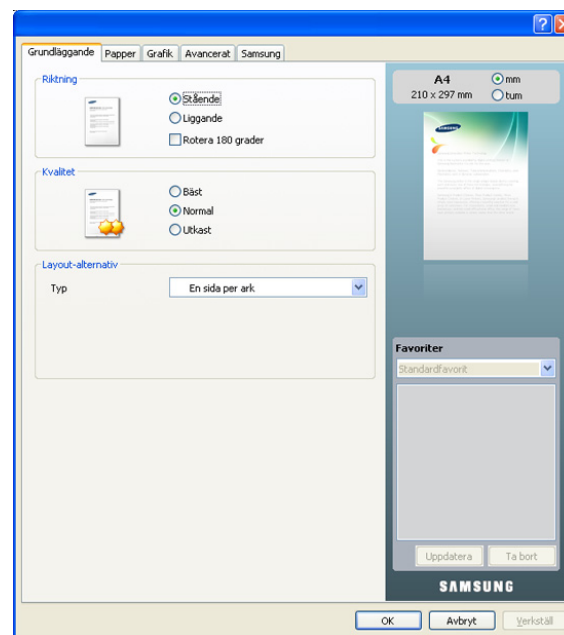 Grundläggande Papper Grafik Avancerat Samsung
Riktning
Stående
Liggande
Rotera 180 grader
Kvalitet
Bäst
Normal
Utkast
Layout-alternativ
Typ En sida per ark
A4
210 x 297 mm
mm
tum
Favoriter
Standardfavorit
Uppdatera Ta bort
SAMSUNG
OK Avbryt Verkställ